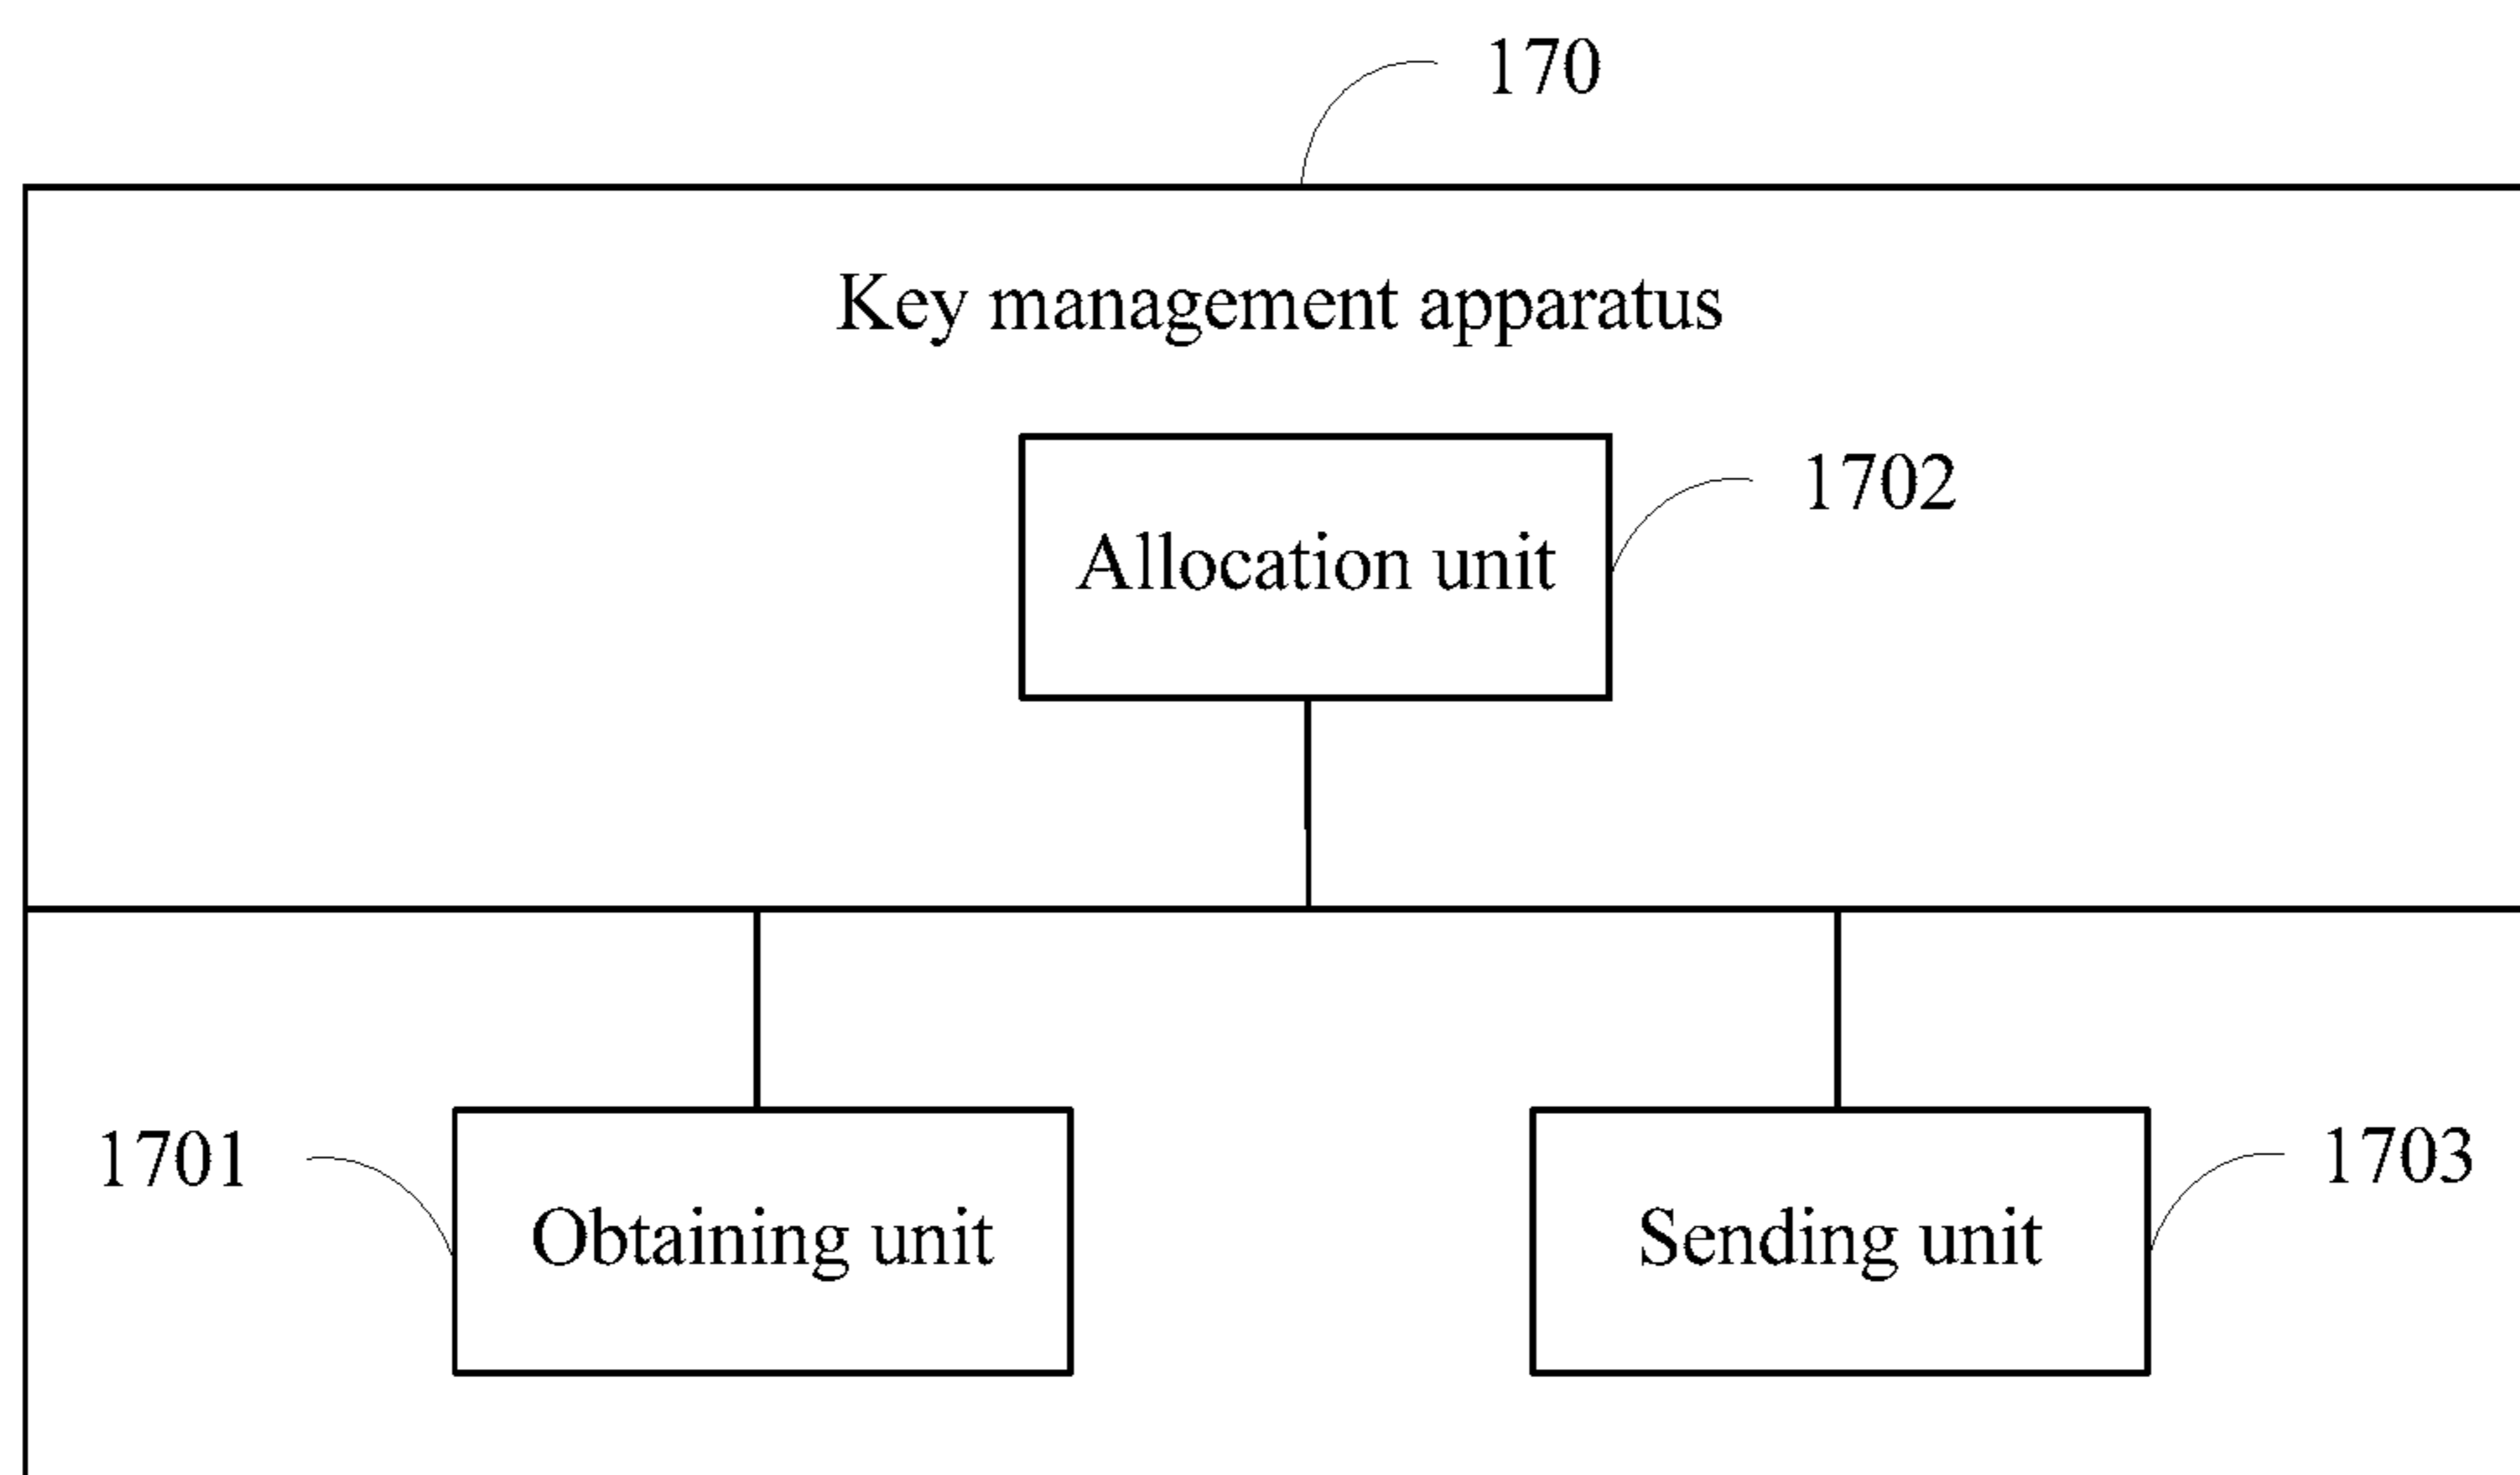 170
Key management apparatus
1702
Allocation unit
1701
1703
Obtaining unit
Sending unit